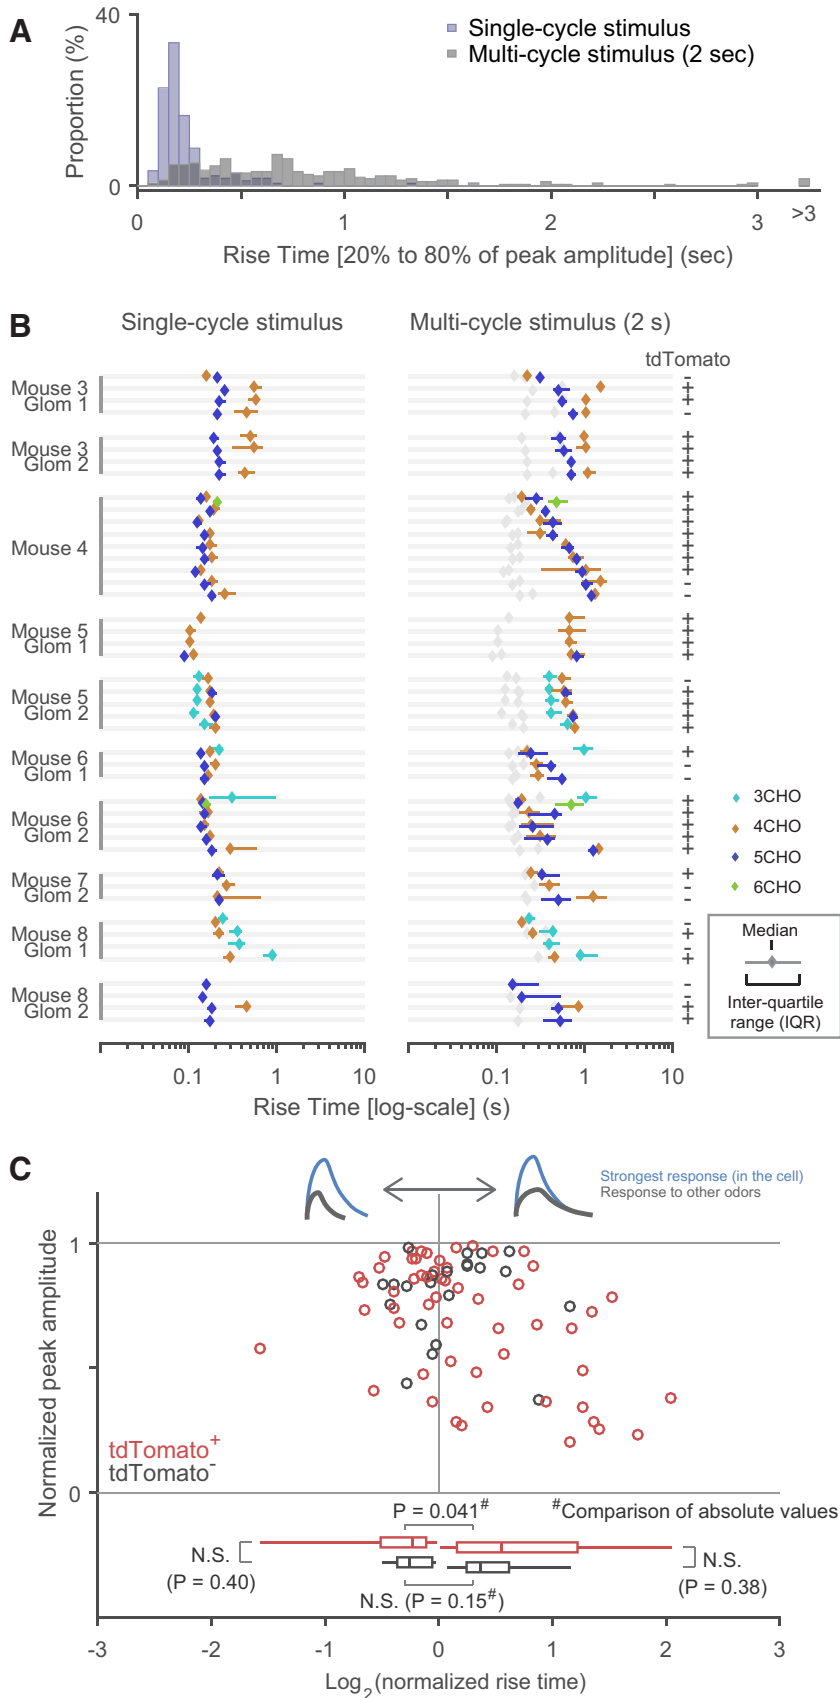 A
40
Proportion (%)
0
Single-cycle stimulus
Multi-cycle stimulus (2 sec)
0
1
2
3
>3
Rise Time [20% to 80% of peak amplitude] (sec)
B
Single-cycle stimulus
Multi-cycle stimulus (2 s)
tdTomato
Mouse 3
Glom 1
-
+
+
-
Mouse 3
Glom 2
+
+
+
+
Mouse 4
+
+
+
+
+
+
+
-
-
Mouse 5
Glom 1
+
+
+
+
Mouse 5
Glom 2
-
+
+
+
+
Mouse 6
Glom 1
+
-
-
Mouse 6
Glom 2
+
+
+
+
-
Mouse 7
Glom 2
+
-
-
Mouse 8
Glom 1
-
+
-
+
Mouse 8
Glom 2
-
-
+
+
3CHO
4CHO
5CHO
6CHO
Median
Inter-quartile
range (IQR)
0.1
1
10
0.1
1
10
Rise Time [log-scale] (s)
C
Strongest response (in the cell)
Response to other odors
1
Normalized peak amplitude
0
tdTomato+
tdTomato-
P = 0.041#
#Comparison of absolute values
N.S.
(P = 0.40)
N.S.
(P = 0.38)
N.S. (P = 0.15#)
-3
-2
-1
0
1
2
3
Log2(normalized rise time)